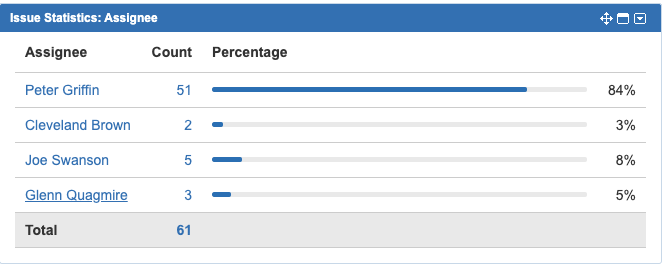 Issue Statistics: Assignee
Assignee Count Percentage
Peter Griffin 51 84%
Cleveland Brown 2 3%
Joe Swanson 5 8%
Glenn Quagmire 3 5%
Total 61